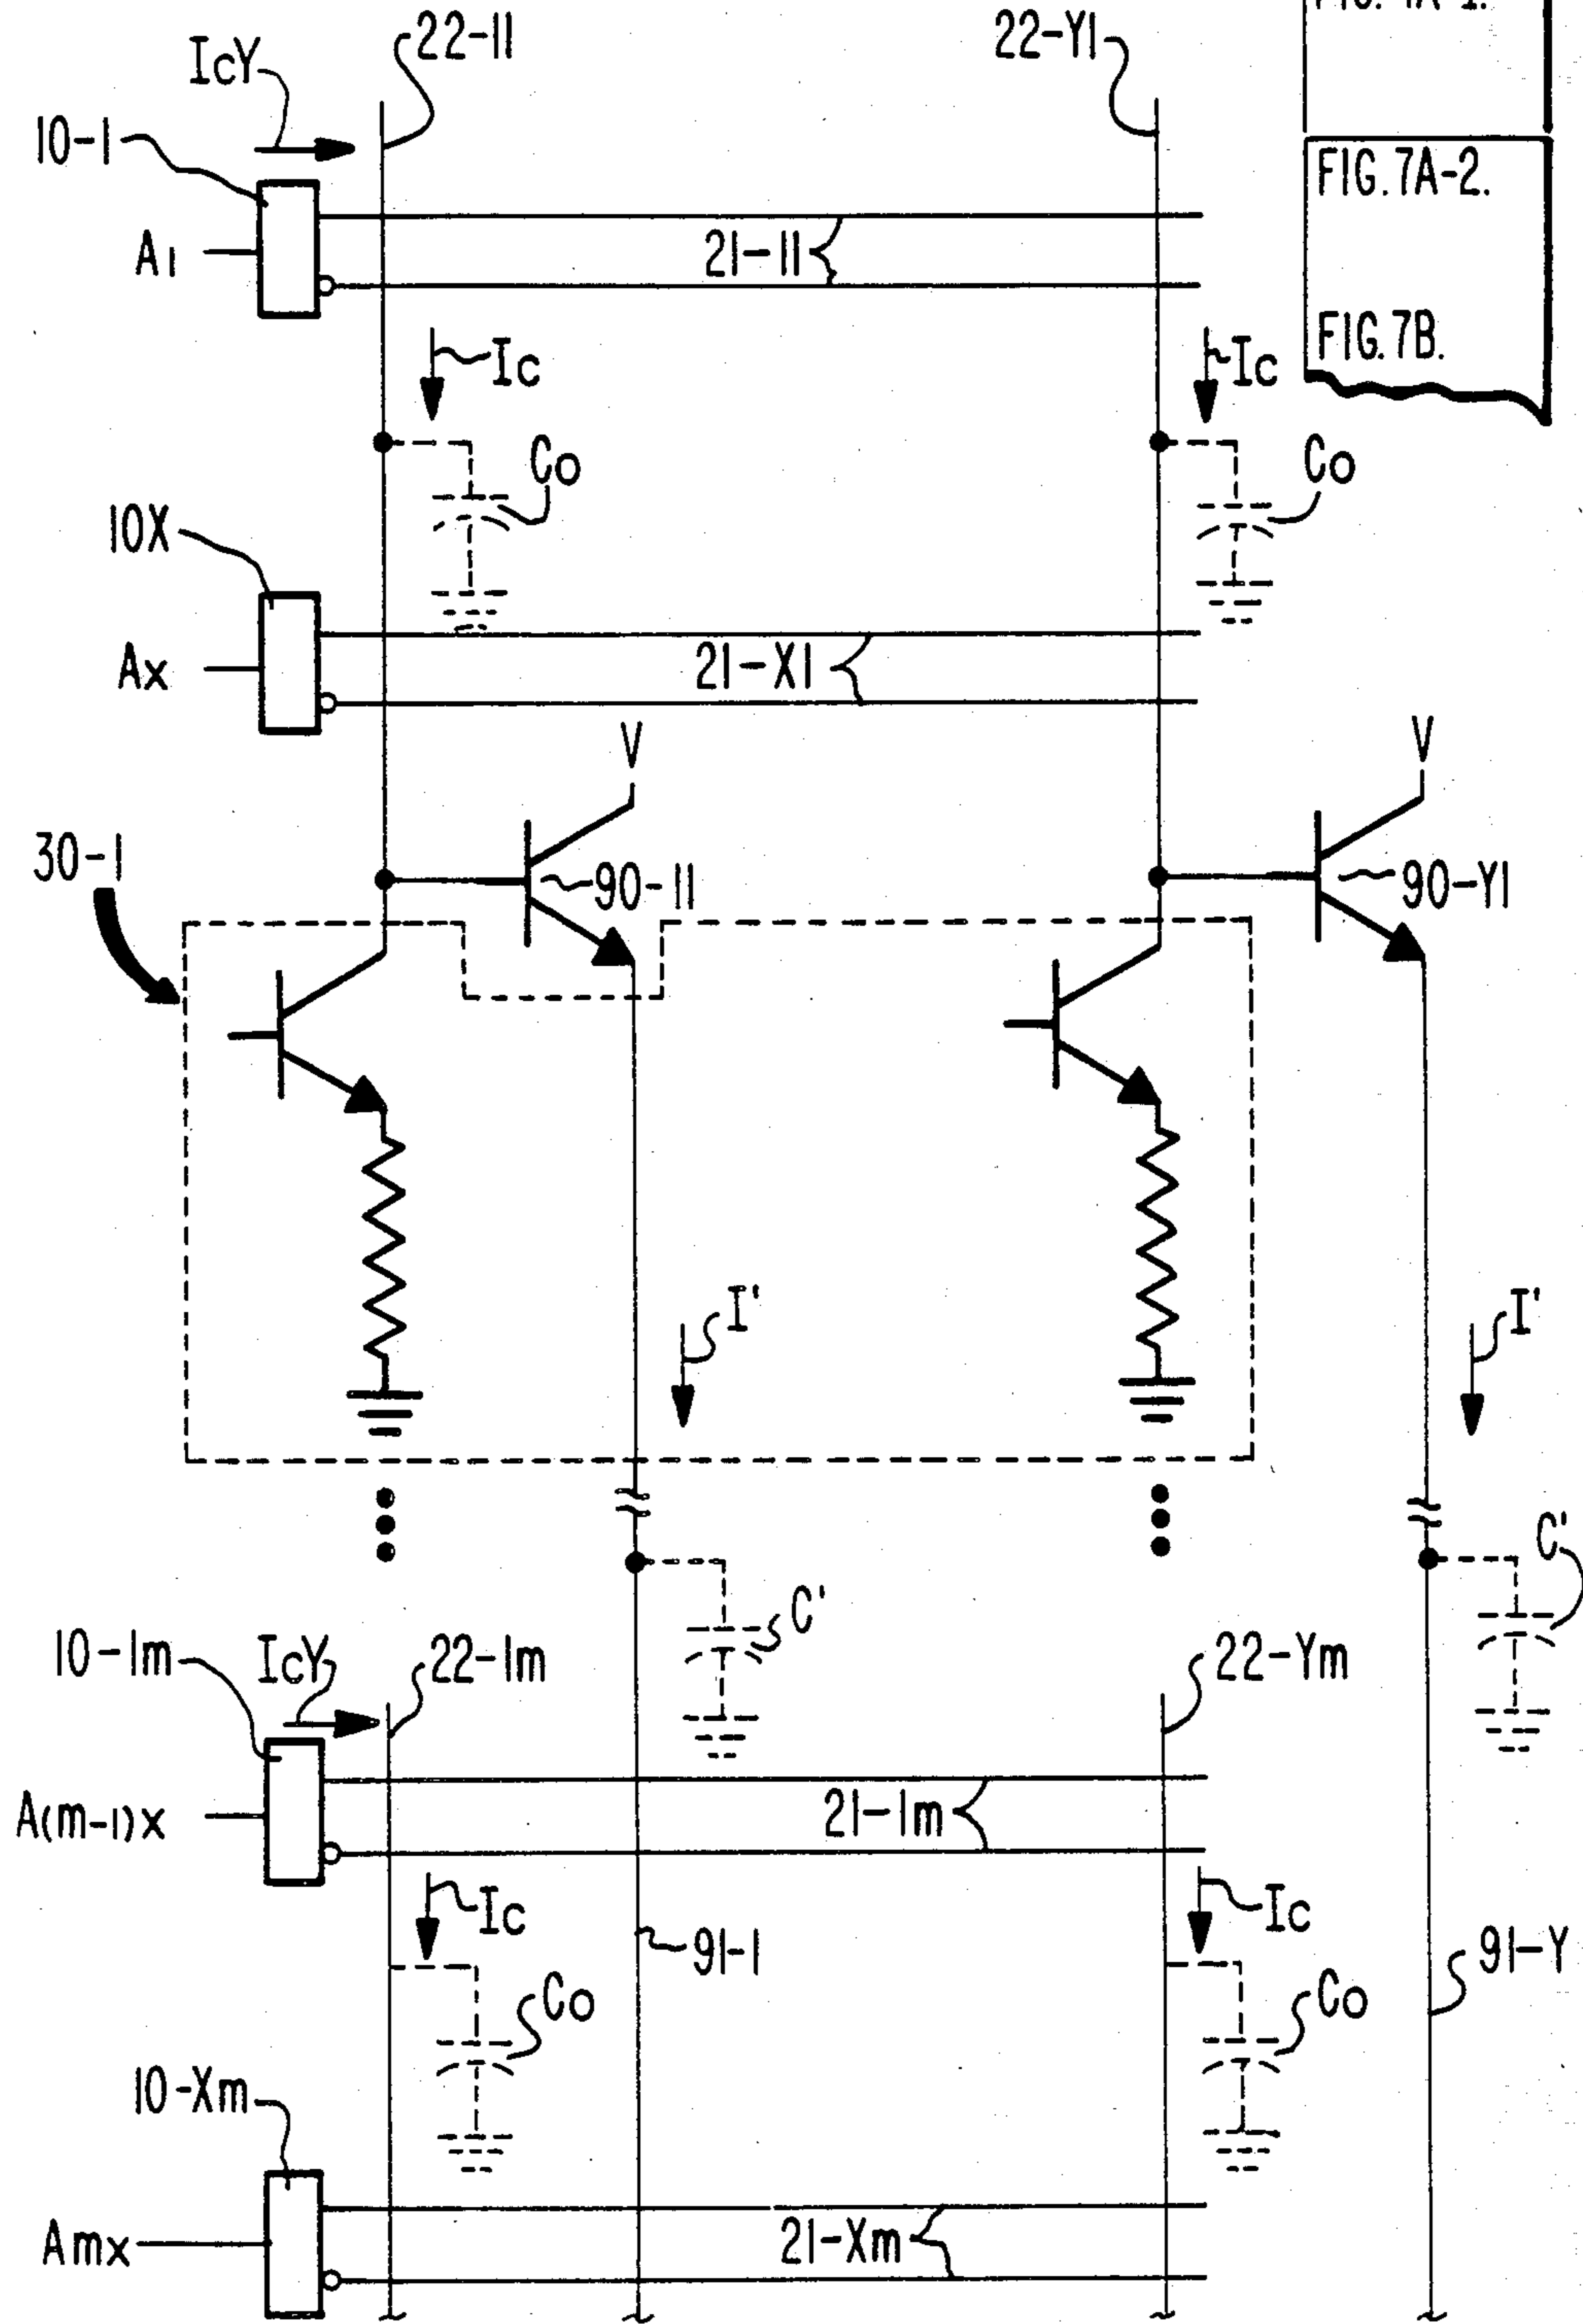 22-11
22-Y1
IcY
10-1
FIG. 7A-2.
A1
21-11
FIG. 7B.
Ic
Ic
Co
Co
10X
Ax
21-X1
V
V
30-1
90-11
90-Y1
I'
I'
C'
C'
10-1m
IcY
22-1m
22-Ym
A(m-1)x
21-1m
Ic
Ic
91-1
91-Y
Co
Co
10-Xm
Amx
21-Xm